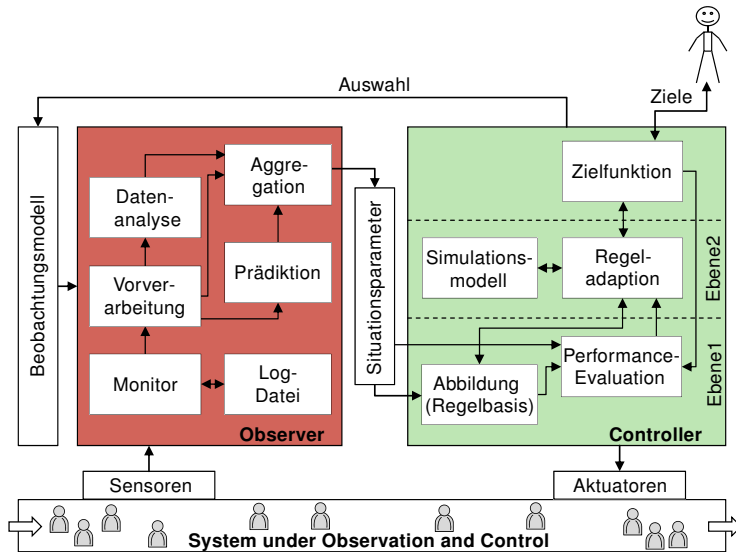 Auswahl
Ziele
Beobachtungsmodell
Aggre-
gation
Daten-
analyse
Vorver-
arbeitung
Prädiktion
Monitor
Log-
Datei
Observer
Situationsparameter
Zielfunktion
Simulations-
modell
Regel-
adaption
Ebene2
Abbildung
(Regelbasis)
Performance-
Evaluation
Ebene1
Controller
Sensoren
Aktuatoren
System under Observation and Control